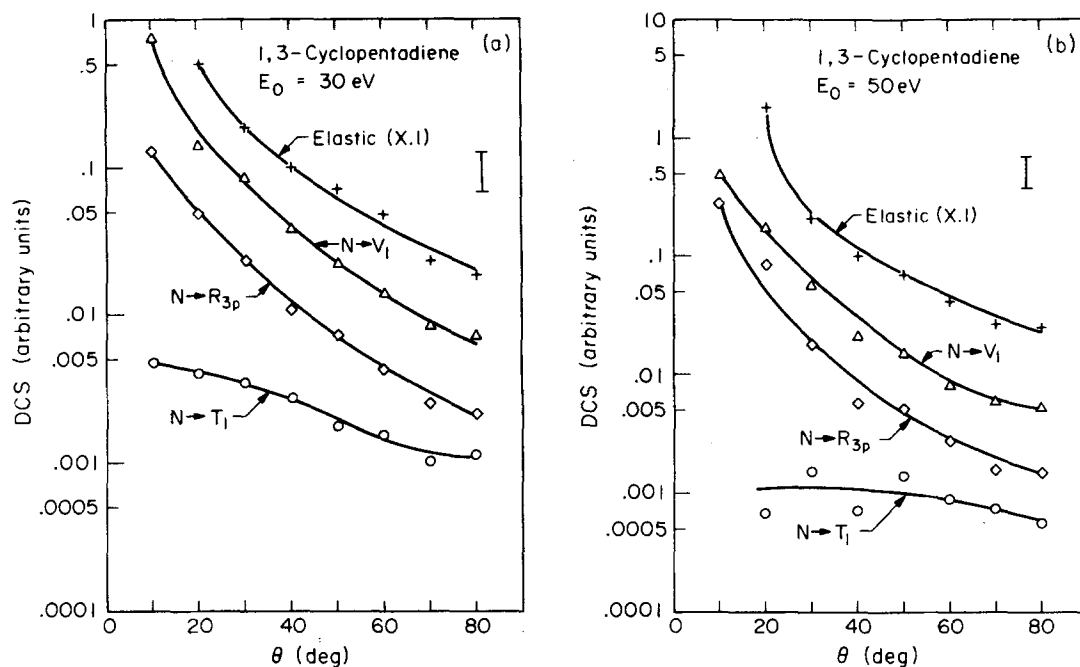 (a)
1,3-Cyclopentadiene
E0 = 30 eV
Elastic (X.1)
N→V1
N→R3p
N→T1
DCS (arbitrary units)
1
.5
.1
.05
.01
.005
.001
.0005
.0001
0 20 40 60 80
θ (deg)
(b)
1,3-Cyclopentadiene
E0 = 50eV
Elastic (X.1)
N→V1
N→R3p
N→T1
DCS (arbitrary units)
10
5
1
.5
.1
.05
.01
.005
.001
.0005
.0001
0 20 40 60 80
θ (deg)